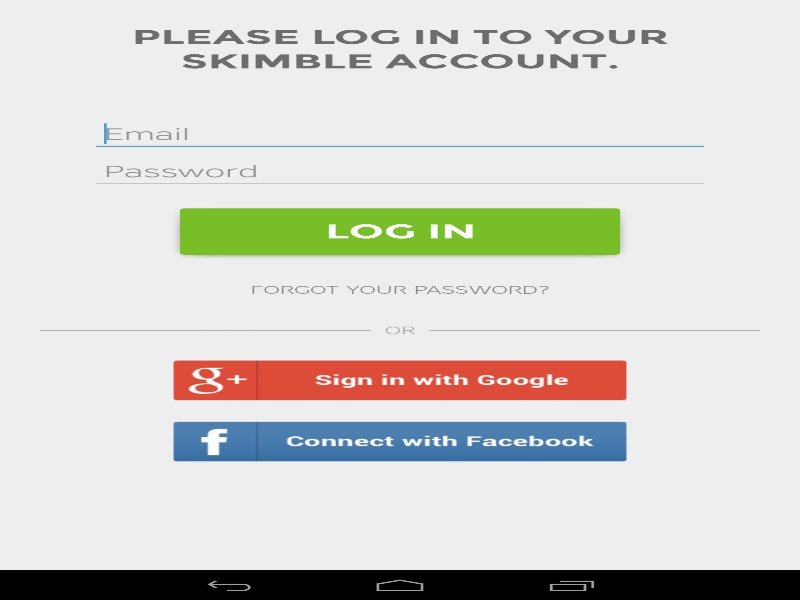 PLEASE LOG IN TO YOUR
SKIMBLE ACCOUNT.
Email
Password
LOG IN
FORGOT YOUR PASSWORD?
OR
g+ Sign in with Google
f Connect with Facebook